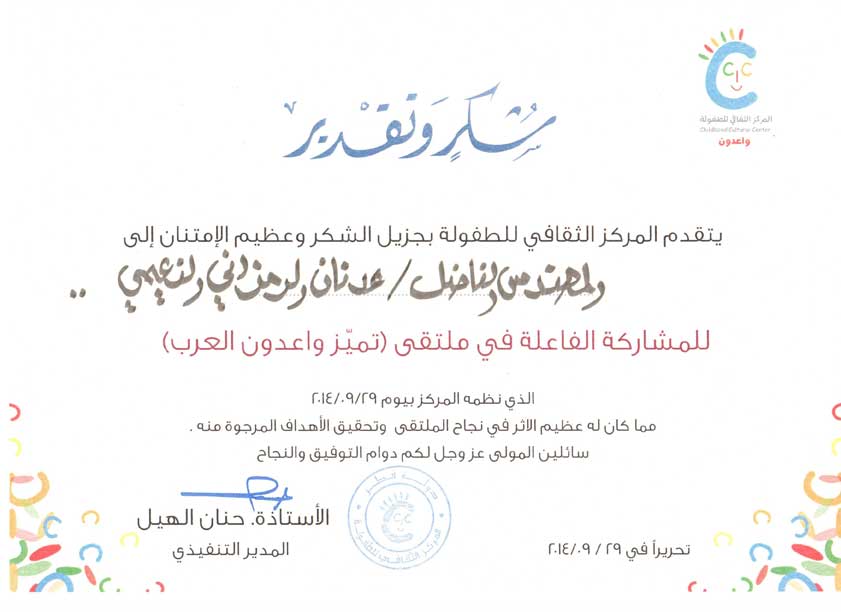 المركز الثقافي للطفولة
Childhood Cultural Center
واعدون
شكر وتقدير
يتقدم المركز الثقافي للطفولة بجزيل الشكر وعظيم الإمتنان إلى
المهندس الفاضل / عدنان الرمزاني النعيمي ..
للمشاركة الفاعلة في ملتقى (تميّز واعدون العرب)
الذي نظمه المركز بيوم ٢٠١٤/٠٩/٢٩
مما كان له عظيم الاثر في نجاح الملتقى وتحقيق الأهداف المرجوة منه .
سائلين المولى عز وجل لكم دوام التوفيق والنجاح
الأستاذة. حنان الهيل
المدير التنفيذي
دولة قطر
المركز الثقافي للطفولة
تحريراً في ٢٩ / ٢٠١٤/٠٩